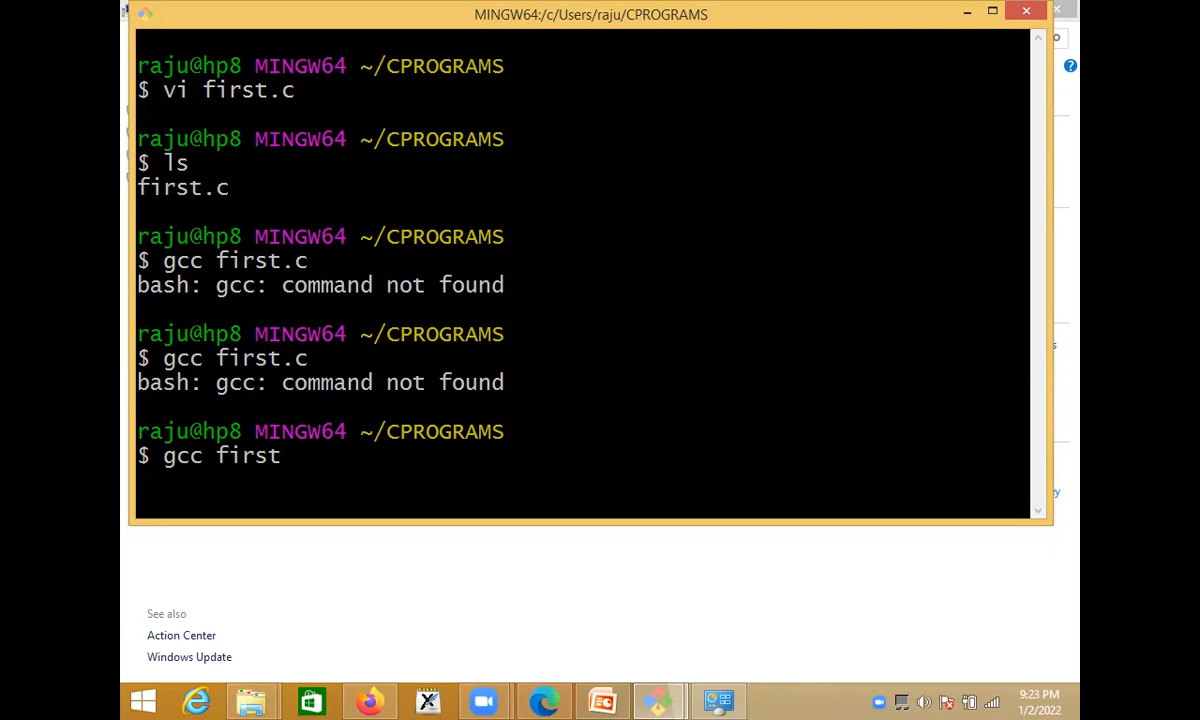 MINGW64:/c/Users/raju/CPROGRAMS
raju@hp8 MINGW64 ~/CPROGRAMS
$ vi first.c
raju@hp8 MINGW64 ~/CPROGRAMS
$ ls
first.c
raju@hp8 MINGW64 ~/CPROGRAMS
$ gcc first.c
bash: gcc: command not found
raju@hp8 MINGW64 ~/CPROGRAMS
$ gcc first.c
bash: gcc: command not found
raju@hp8 MINGW64 ~/CPROGRAMS
$ gcc first
See also
Action Center
Windows Update
9:23 PM
1/2/2022